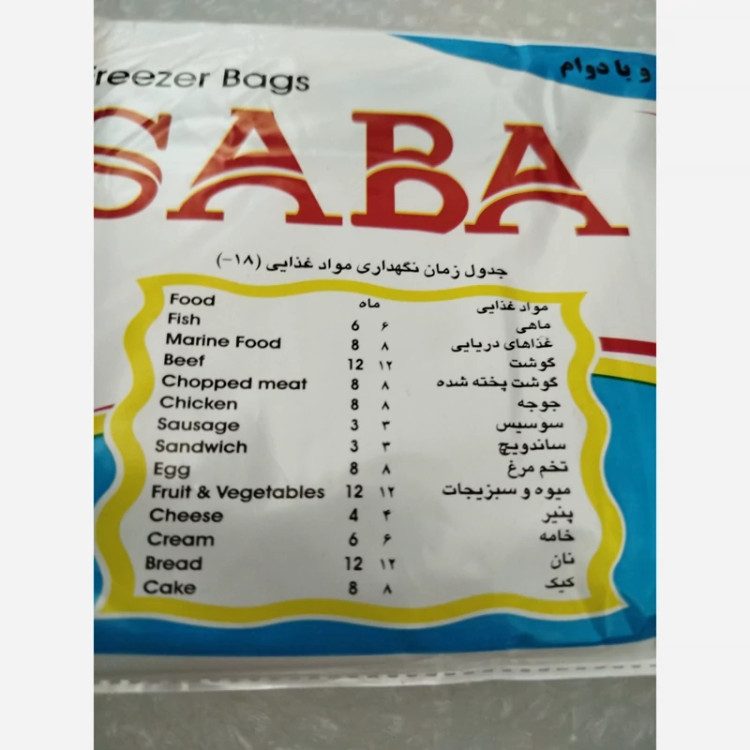 و با دوام
Freezer Bags
SABA
جدول زمان نگهداری مواد غذایی (۱۸-)
Food ماه مواد غذایی
Fish 6 ۶ ماهی
Marine Food 8 ۸ غذاهای دریایی
Beef 12 ۱۲ گوشت
Chopped meat 8 ۸ گوشت پخته شده
Chicken 8 ۸ جوجه
Sausage 3 ۳ سوسیس
Sandwich 3 ۳ ساندویچ
Egg 8 ۸ تخم مرغ
Fruit & Vegetables 12 ۱۲ میوه و سبزیجات
Cheese 4 ۴ پنیر
Cream 6 ۶ خامه
Bread 12 ۱۲ نان
Cake 8 ۸ کیک